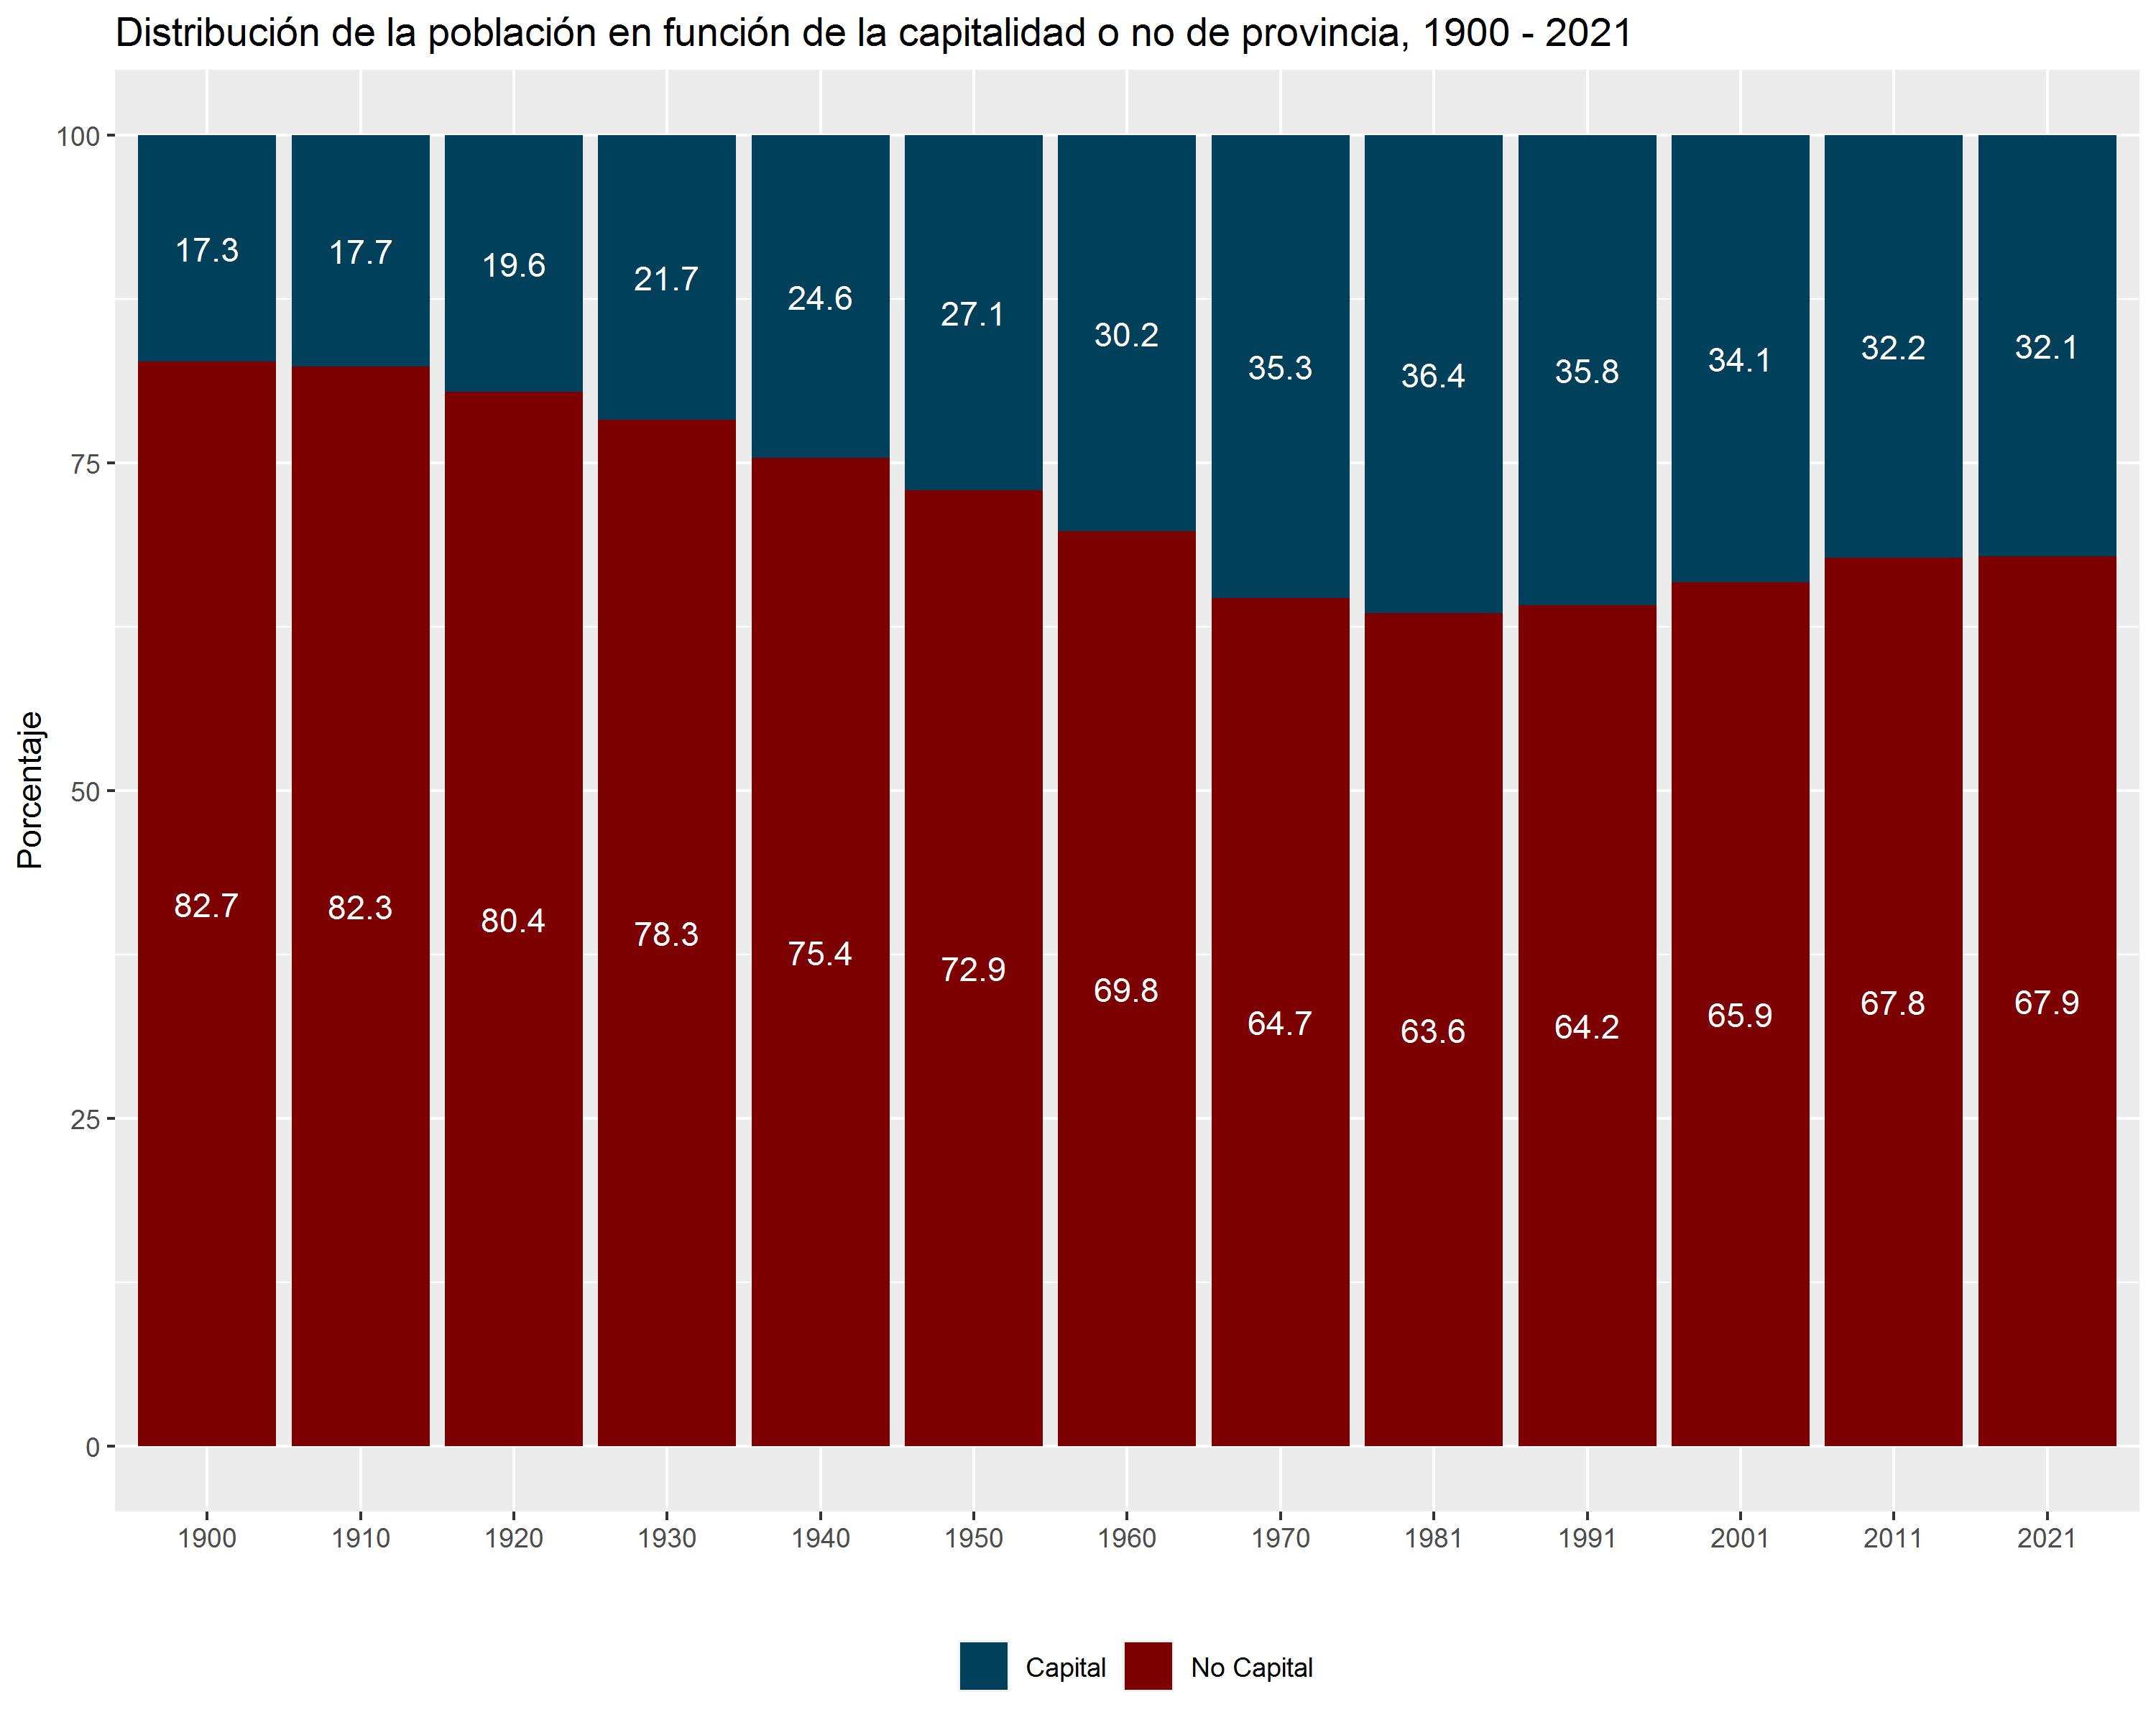 Distribución de la población en función de la capitalidad o no de provincia, 1900 - 2021
Porcentaje
100
75
50
25
0
17.3 17.7 19.6 21.7 24.6 27.1 30.2 35.3 36.4 35.8 34.1 32.2 32.1
82.7 82.3 80.4 78.3 75.4 72.9 69.8 64.7 63.6 64.2 65.9 67.8 67.9
1900 1910 1920 1930 1940 1950 1960 1970 1981 1991 2001 2011 2021
Capital No Capital